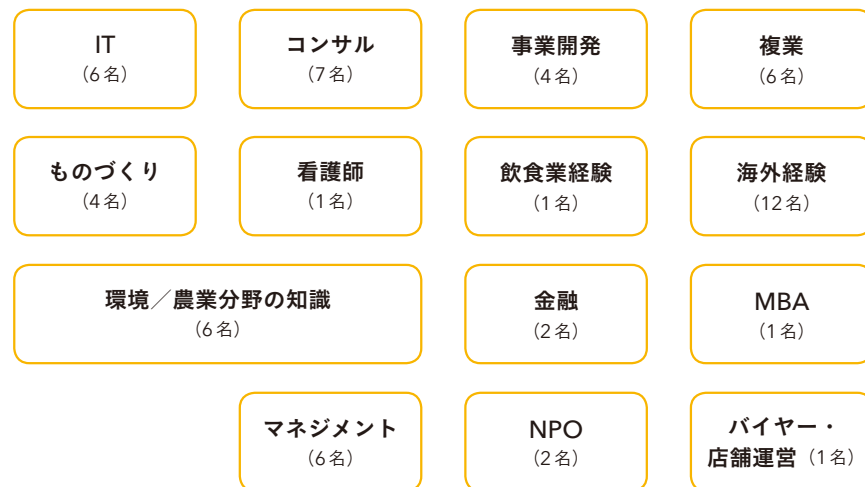 IT
（6名）
コンサル
（7名）
事業開発
（4名）
複業
（6名）
ものづくり
（4名）
看護師
（1名）
飲食業経験
（1名）
海外経験
（12名）
環境／農業分野の知識
（6名）
金融
（2名）
MBA
（1名）
マネジメント
（6名）
NPO
（2名）
バイヤー・
店舗運営（1名）